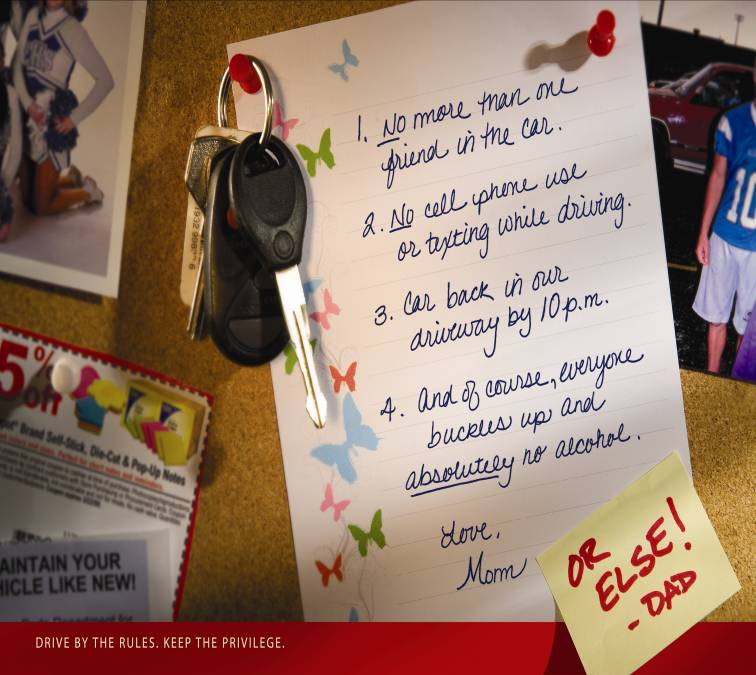 1. No more than one
friend in the car.
2. No cell phone use
or texting while driving.
3. Car back in our
driveway by 10 p.m.
4. And of course, everyone
buckles up and
absolutely no alcohol.
Love,
Mom
OR
ELSE!
- DAD
5%
off
Brand Self-Stick, Die-Cut & Pop-Up Notes
AINTAIN YOUR
HICLE LIKE NEW!
10
DRIVE BY THE RULES. KEEP THE PRIVILEGE.